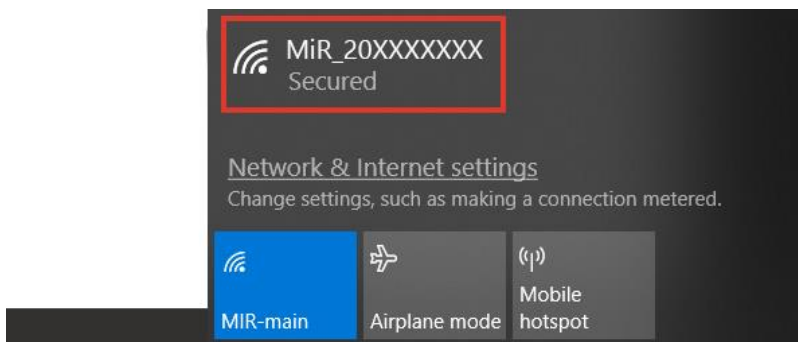 MiR_20XXXXXXX
Secured
Network & Internet settings
Change settings, such as making a connection metered.
MIR-main
Airplane mode
Mobile
hotspot